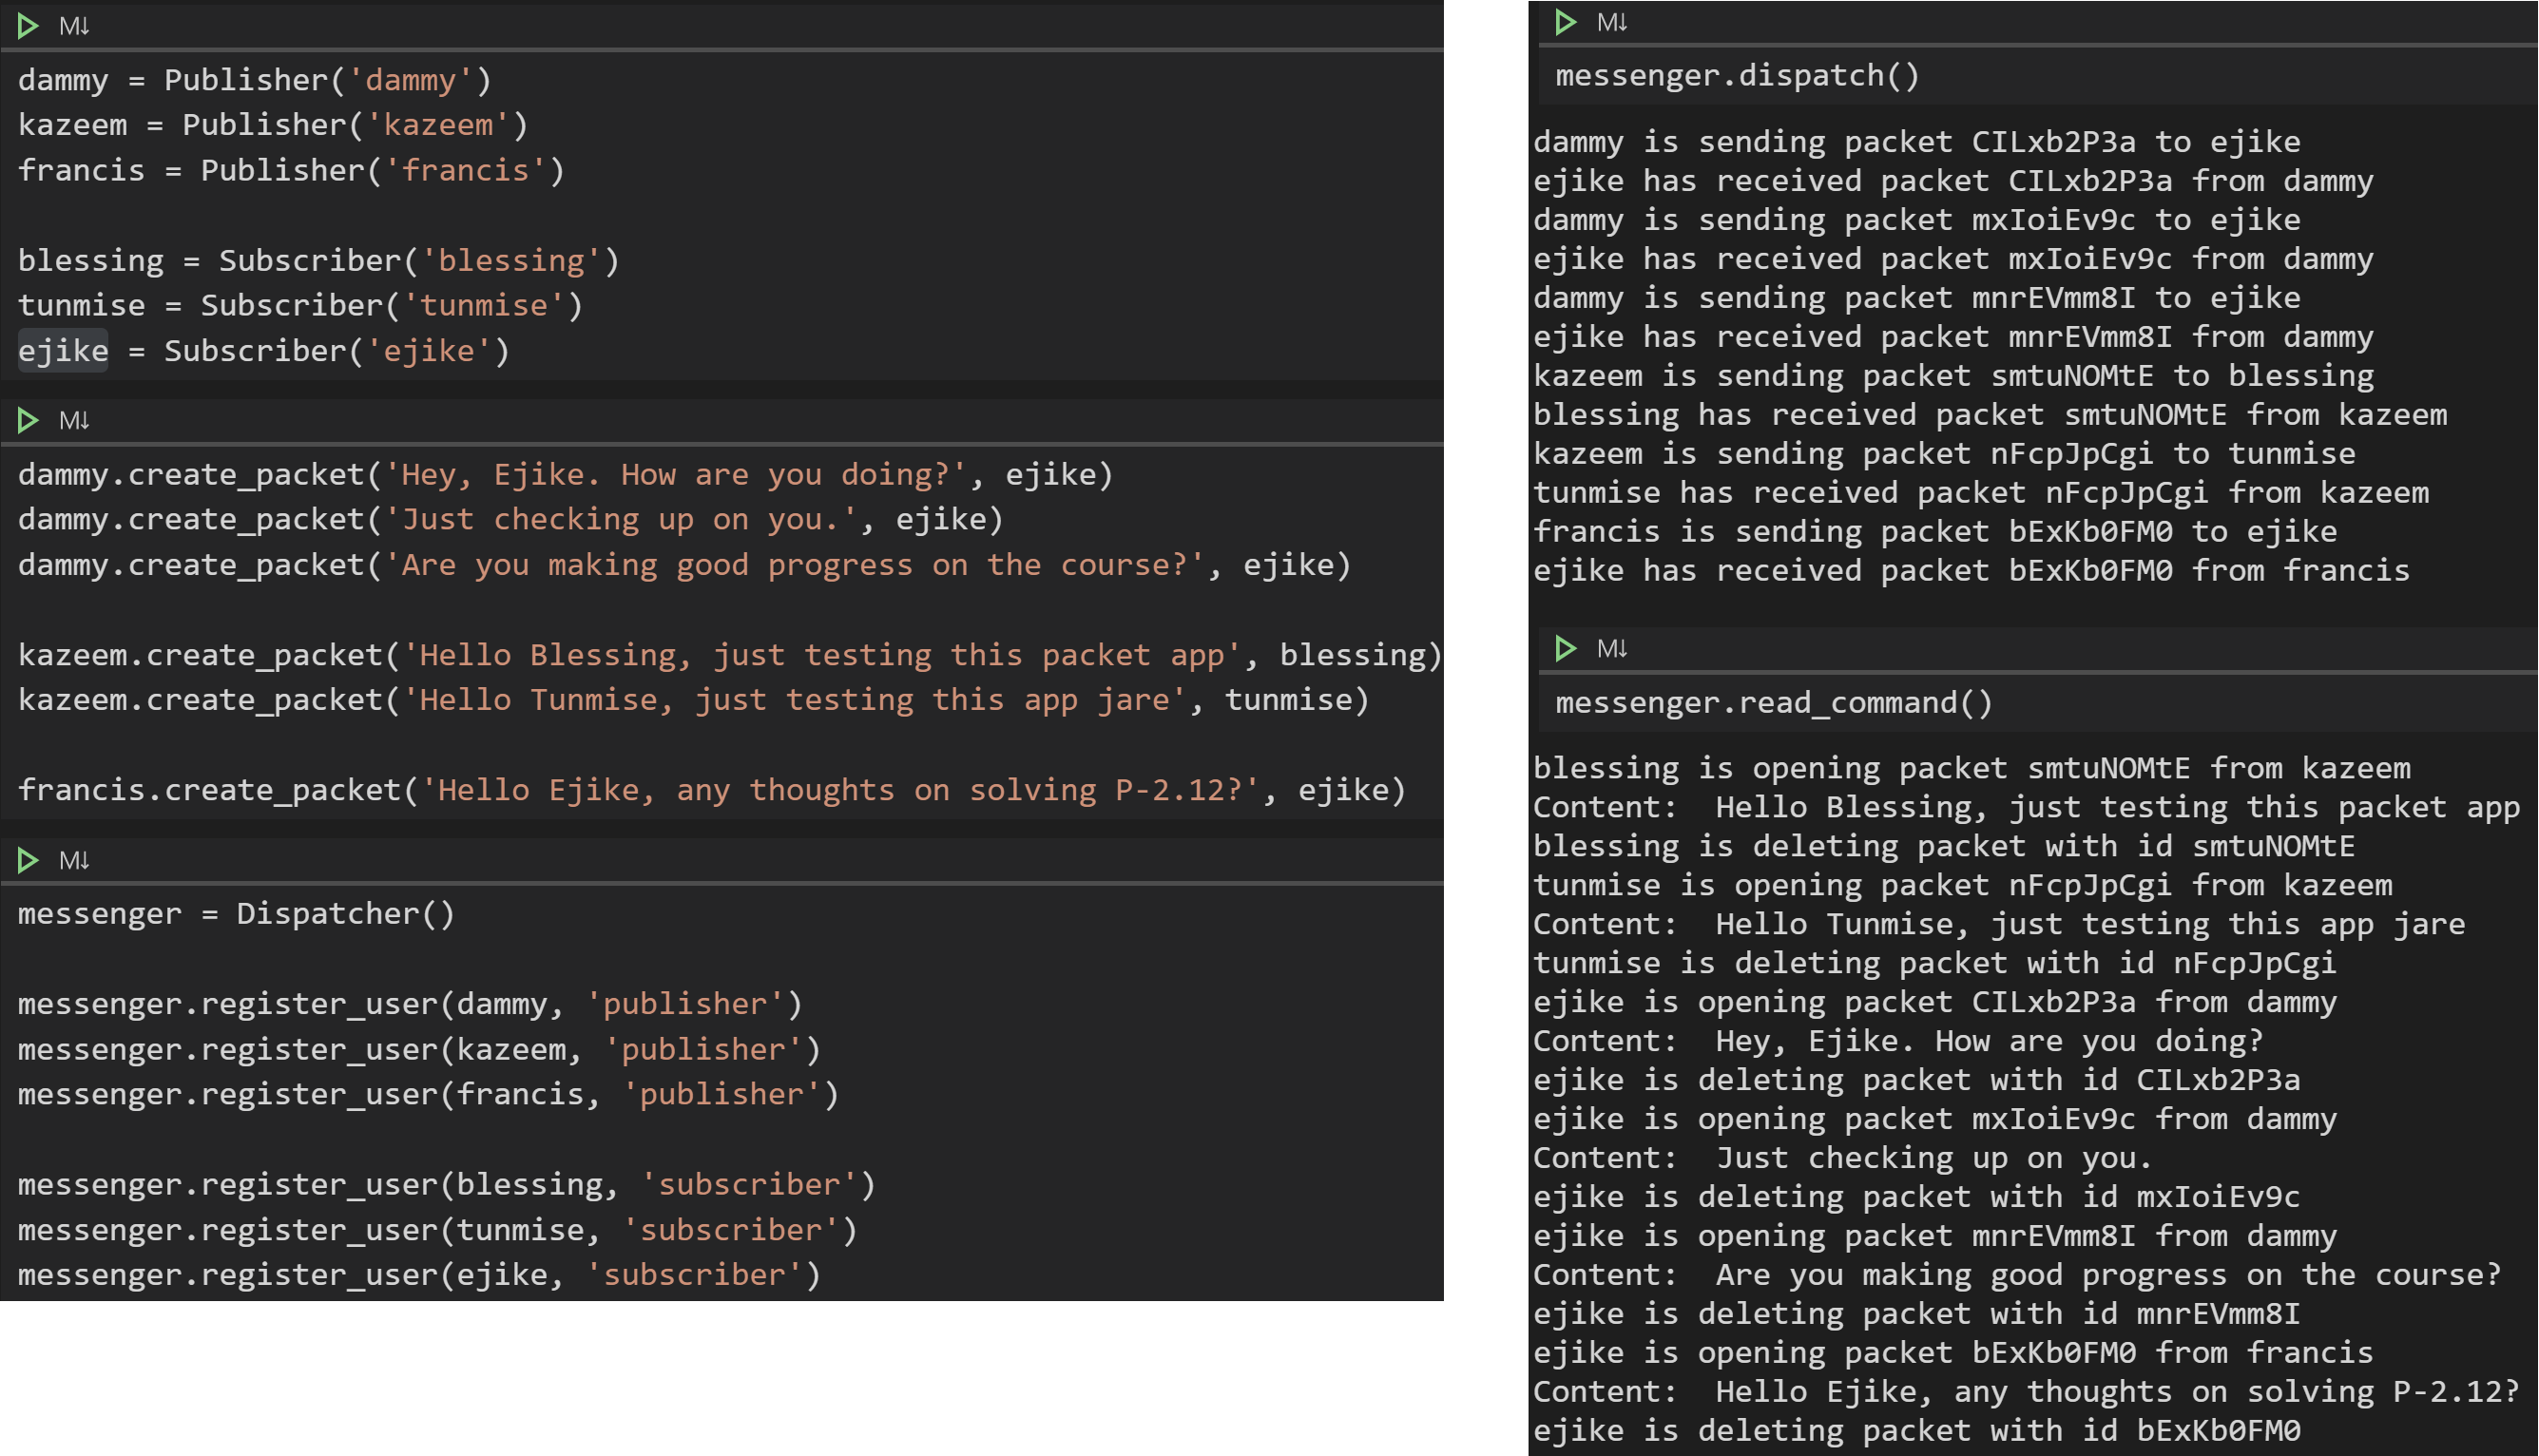 M↓
dammy = Publisher('dammy')
kazeem = Publisher('kazeem')
francis = Publisher('francis')
blessing = Subscriber('blessing')
tunmise = Subscriber('tunmise')
ejike = Subscriber('ejike')
M↓
dammy.create_packet('Hey, Ejike. How are you doing?', ejike)
dammy.create_packet('Just checking up on you.', ejike)
dammy.create_packet('Are you making good progress on the course?', ejike)
kazeem.create_packet('Hello Blessing, just testing this packet app', blessing)
kazeem.create_packet('Hello Tunmise, just testing this app jare', tunmise)
francis.create_packet('Hello Ejike, any thoughts on solving P-2.12?', ejike)
M↓
messenger = Dispatcher()
messenger.register_user(dammy, 'publisher')
messenger.register_user(kazeem, 'publisher')
messenger.register_user(francis, 'publisher')
messenger.register_user(blessing, 'subscriber')
messenger.register_user(tunmise, 'subscriber')
messenger.register_user(ejike, 'subscriber')
M↓
messenger.dispatch()
dammy is sending packet CILxb2P3a to ejike
ejike has received packet CILxb2P3a from dammy
dammy is sending packet mxIoiEv9c to ejike
ejike has received packet mxIoiEv9c from dammy
dammy is sending packet mnrEVmm8I to ejike
ejike has received packet mnrEVmm8I from dammy
kazeem is sending packet smtuNOMtE to blessing
blessing has received packet smtuNOMtE from kazeem
kazeem is sending packet nFcpJpCgi to tunmise
tunmise has received packet nFcpJpCgi from kazeem
francis is sending packet bExKb0FM0 to ejike
ejike has received packet bExKb0FM0 from francis
M↓
messenger.read_command()
blessing is opening packet smtuNOMtE from kazeem
Content:  Hello Blessing, just testing this packet app
blessing is deleting packet with id smtuNOMtE
tunmise is opening packet nFcpJpCgi from kazeem
Content:  Hello Tunmise, just testing this app jare
tunmise is deleting packet with id nFcpJpCgi
ejike is opening packet CILxb2P3a from dammy
Content:  Hey, Ejike. How are you doing?
ejike is deleting packet with id CILxb2P3a
ejike is opening packet mxIoiEv9c from dammy
Content:  Just checking up on you.
ejike is deleting packet with id mxIoiEv9c
ejike is opening packet mnrEVmm8I from dammy
Content:  Are you making good progress on the course?
ejike is deleting packet with id mnrEVmm8I
ejike is opening packet bExKb0FM0 from francis
Content:  Hello Ejike, any thoughts on solving P-2.12?
ejike is deleting packet with id bExKb0FM0